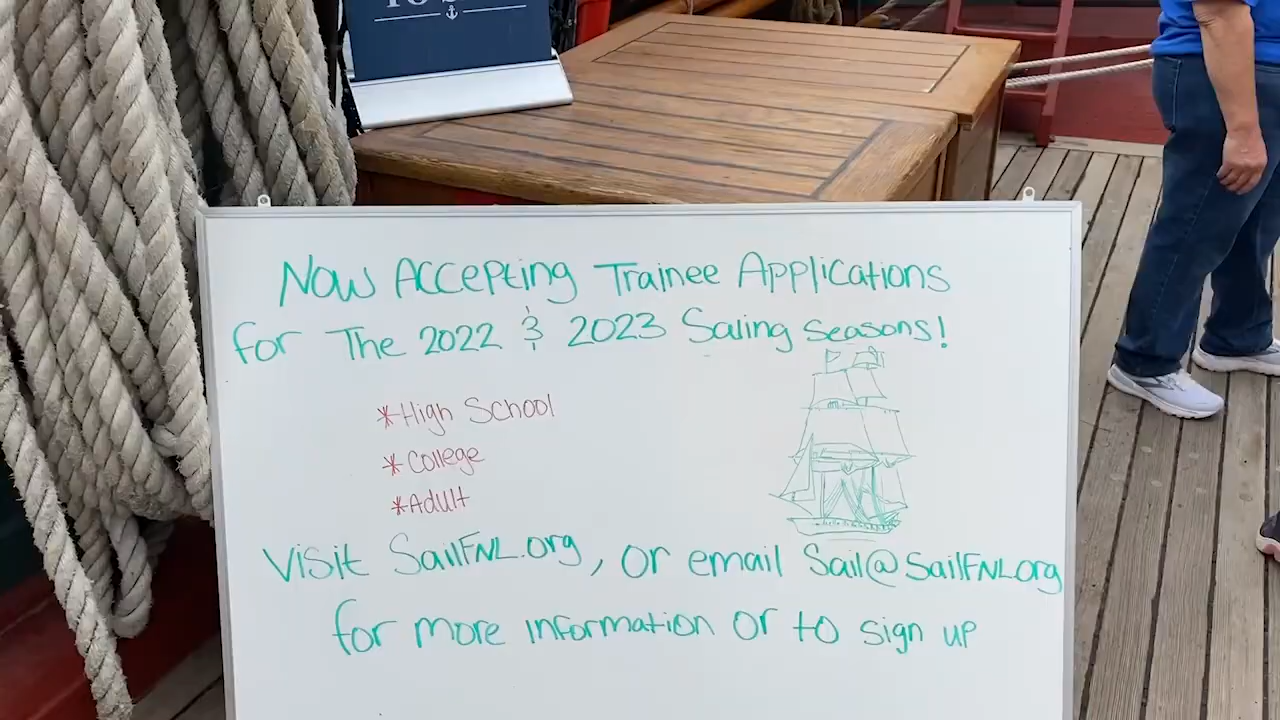 Now Accepting Trainee Applications
for The 2022 & 2023 Saling seasons!
*High School
*College
*Adult
Visit SailFNL.org, or email Sail@SailFNL.org
for more information or to sign up